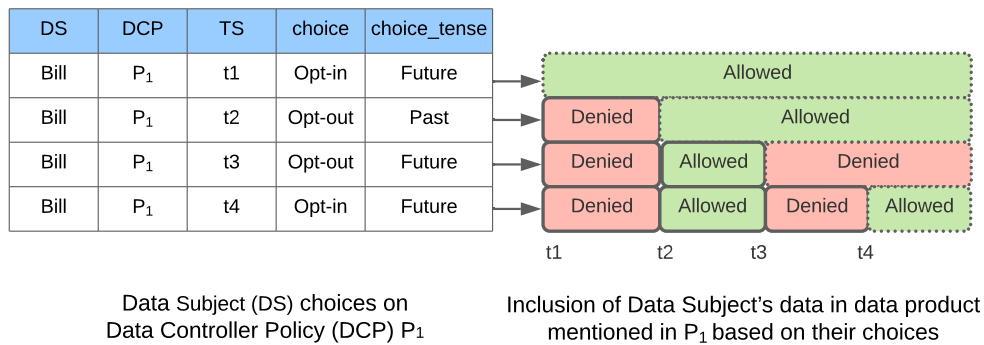 DS DCP TS choice choice_tense
Bill P1 t1 Opt-in Future
Allowed
Bill P1 t2 Opt-out Past
Denied Allowed
Bill P1 t3 Opt-out Future
Denied Allowed Denied
Bill P1 t4 Opt-in Future
Denied Allowed Denied Allowed
t1 t2 t3 t4
Data Subject (DS) choices on
Data Controller Policy (DCP) P1
Inclusion of Data Subject's data in data product
mentioned in P1 based on their choices